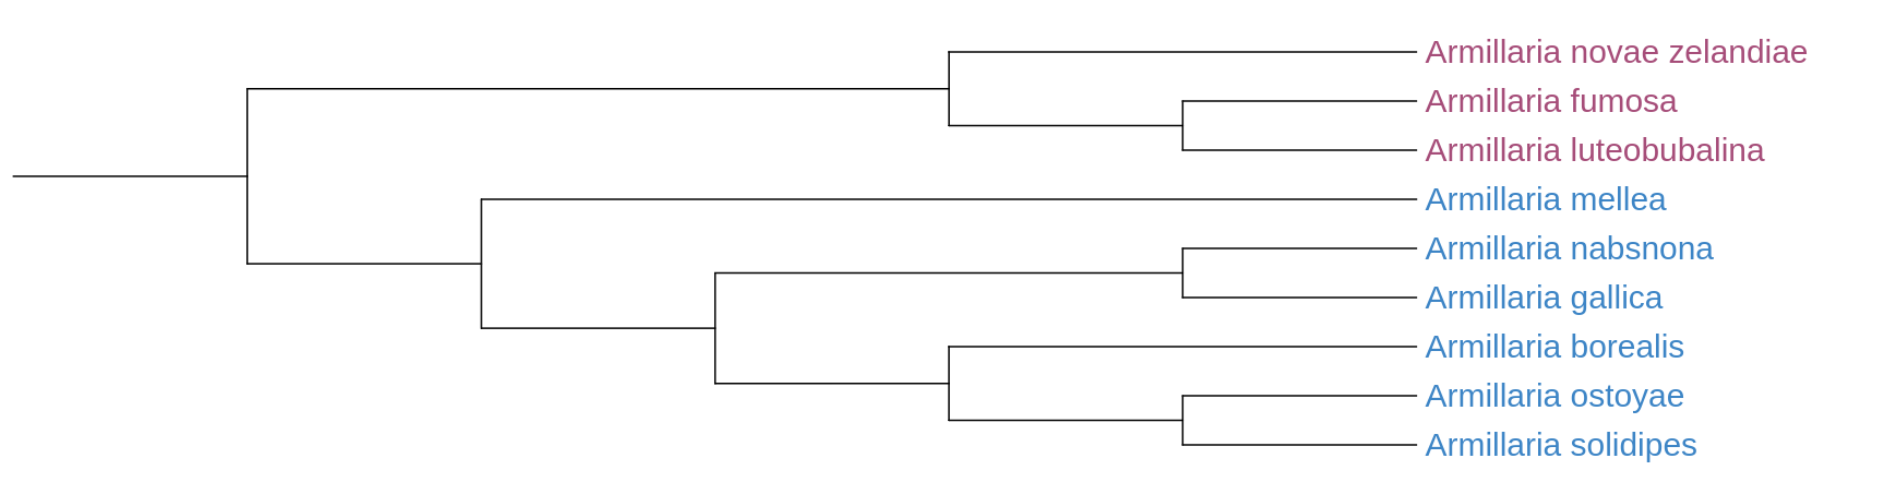 Armillaria novae zelandiae
Armillaria fumosa
Armillaria luteobubalina
Armillaria mellea
Armillaria nabsnona
Armillaria gallica
Armillaria borealis
Armillaria ostoyae
Armillaria solidipes